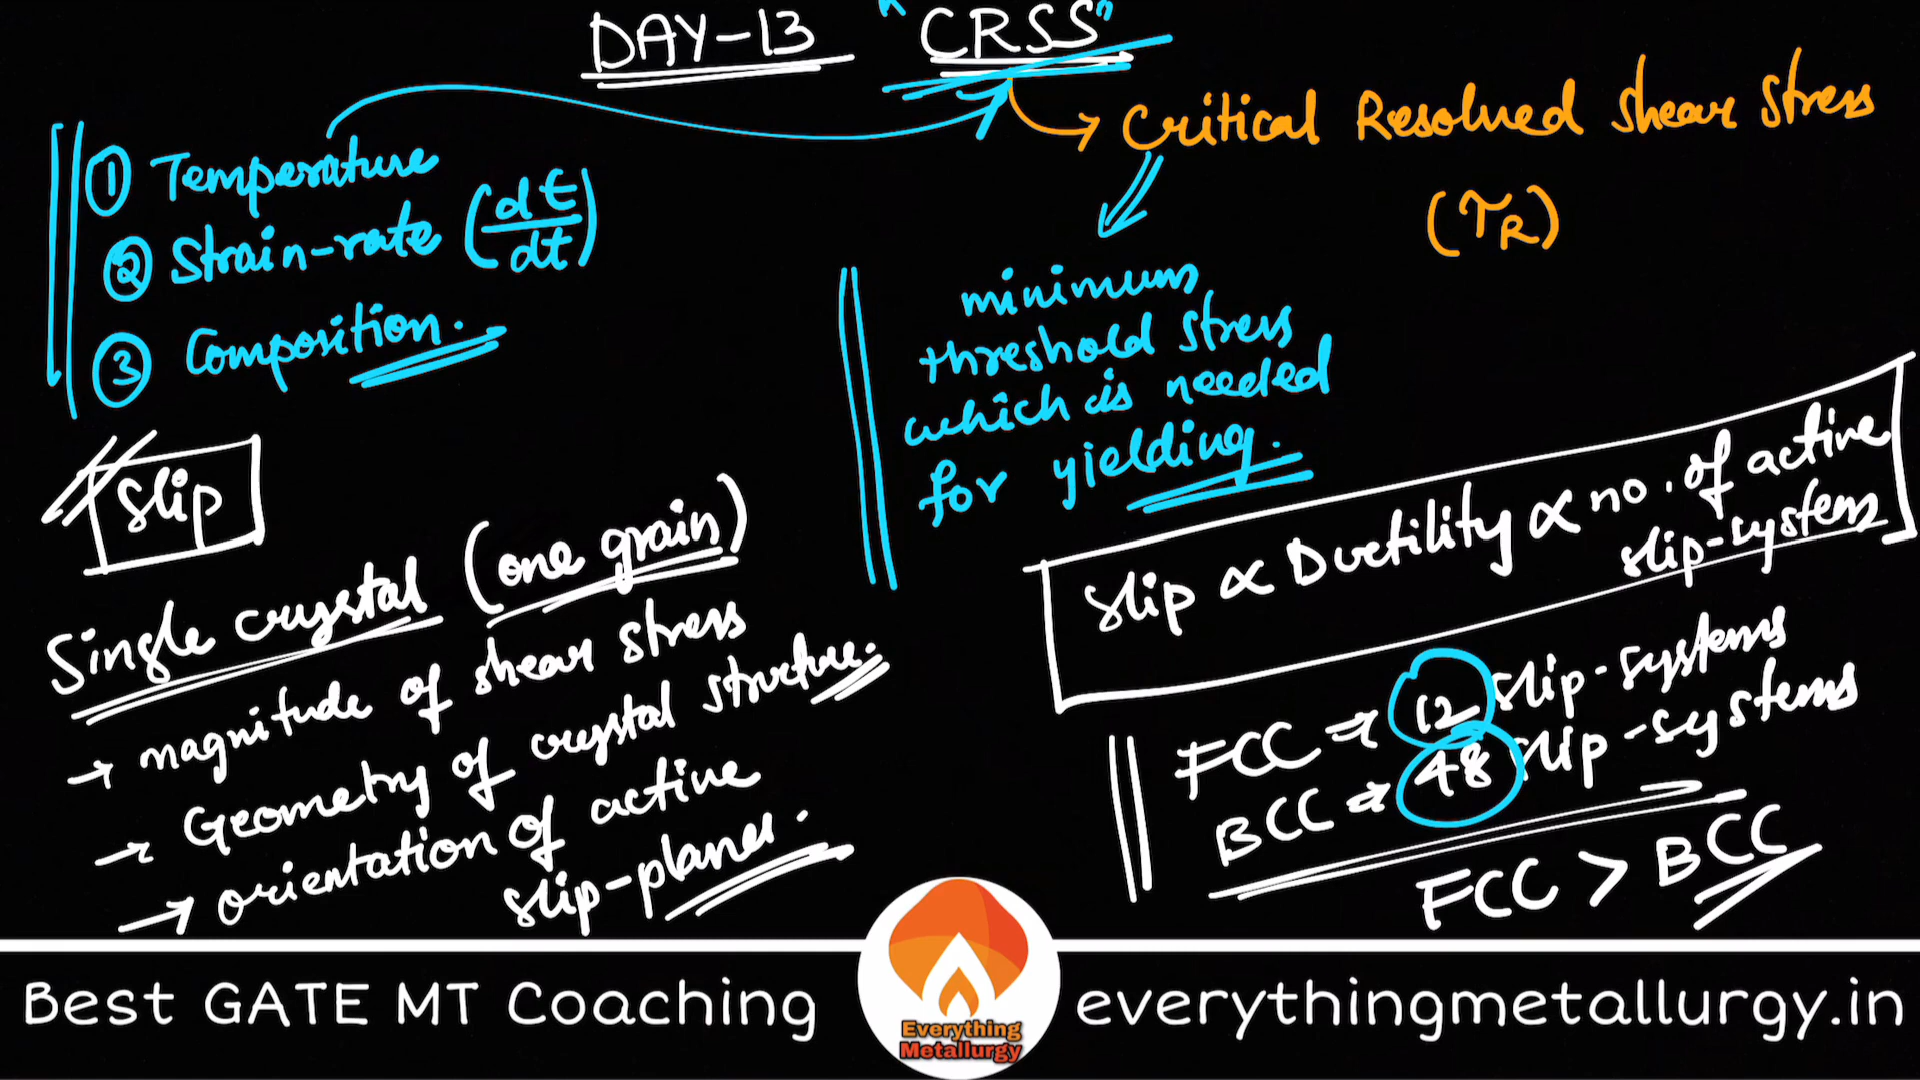 DAY-13 "CRSS"
Critical Resolved Shear Stress
(τR)
① Temperature
② Strain-rate (dε/dt)
③ Composition.
minimum
threshold stress
which is needed
for yielding.
Slip
Single crystal (one grain)
→ magnitude of shear stress
→ Geometry of crystal structure.
→ orientation of active
slip-planes.
Slip ∝ Ductility ∝ no. of active
slip-systems
FCC ⇒ 12 slip-systems
BCC ⇒ 48 slip-systems
FCC > BCC
Best GATE MT Coaching
Everything
Metallurgy
everythingmetallurgy.in